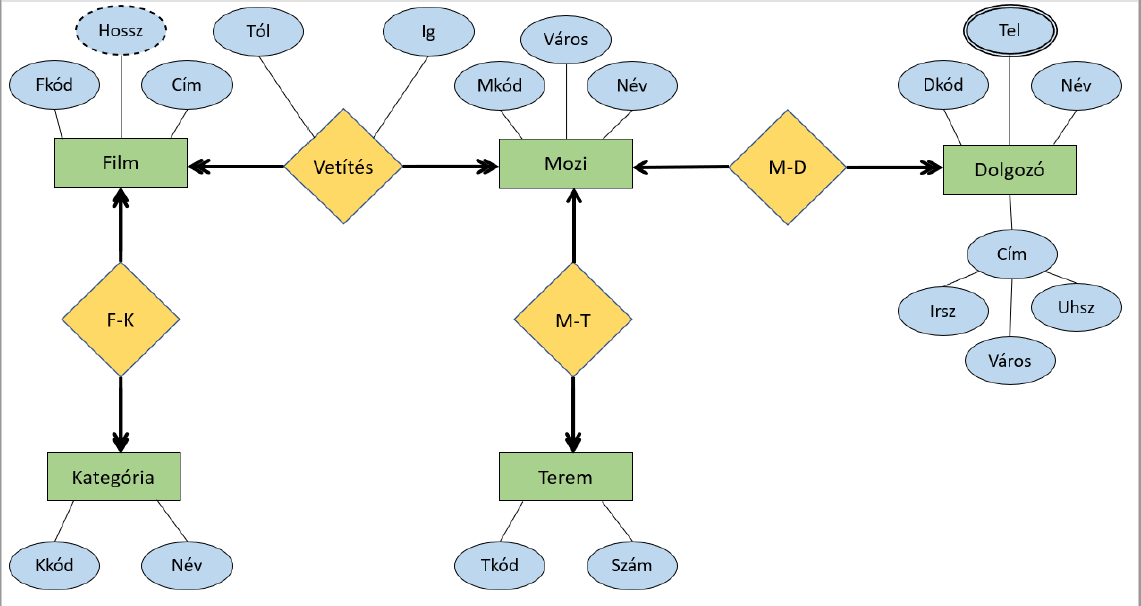 Hossz
Tól
Ig
Város
Tel
Fkód
Cím
Mkód
Név
Dkód
Név
Film
Vetítés
Mozi
M-D
Dolgozó
Cím
Irsz
Uhsz
F-K
M-T
Város
Kategória
Terem
Kkód
Név
Tkód
Szám